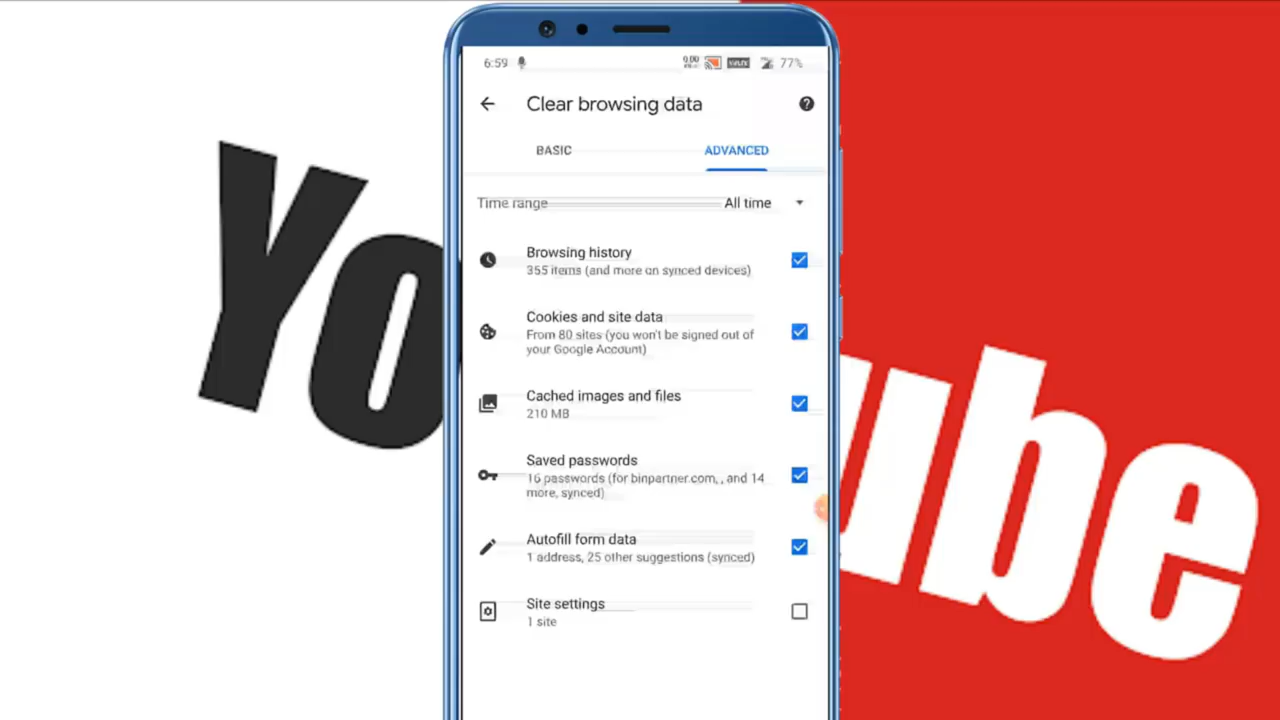 6:59
77%
Clear browsing data
BASIC
ADVANCED
Time range
All time
Browsing history
355 items (and more on synced devices)
Cookies and site data
From 80 sites (you won't be signed out of
your Google Account)
Cached images and files
210 MB
Saved passwords
16 passwords (for binpartner.com, , and 14
more, synced)
Autofill form data
1 address, 25 other suggestions (synced)
Site settings
1 site
Yo
ube